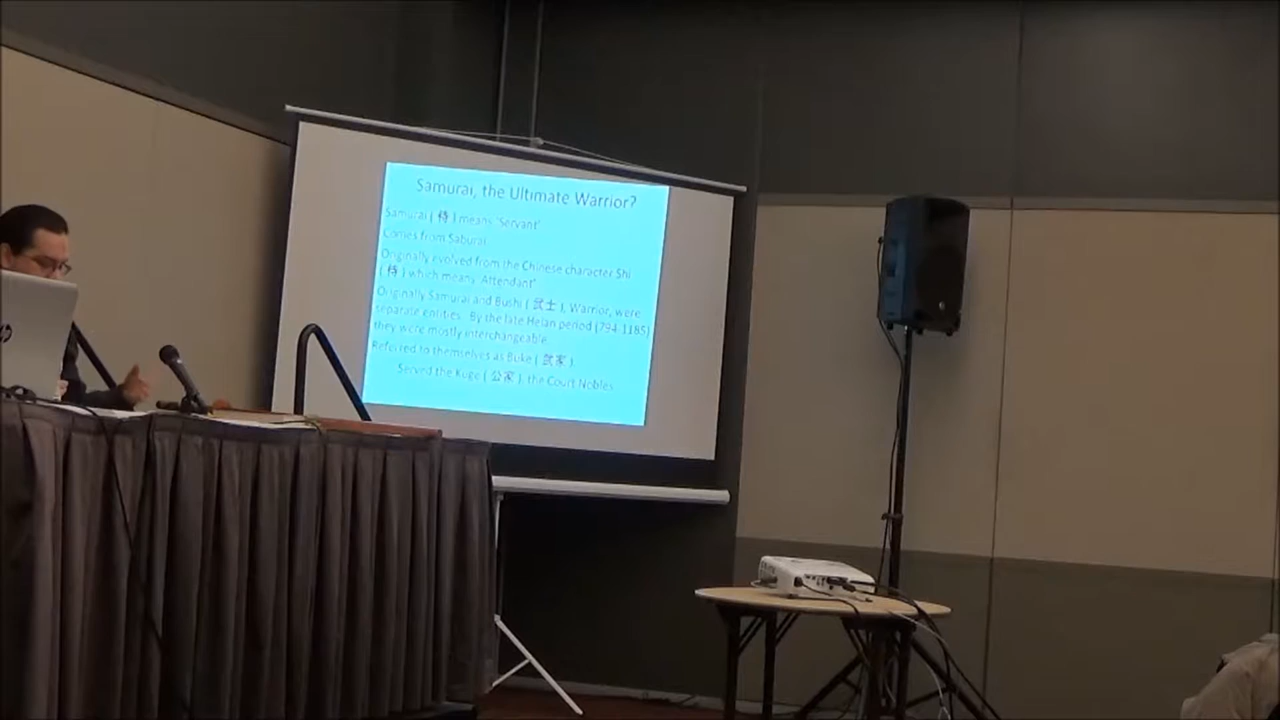 Samurai, the Ultimate Warrior?
Samurai ( 侍 ) means 'Servant'
Comes from Saburai
Originally evolved from the Chinese character Shi
( 侍 ) which means 'Attendant'
Originally Samurai and Bushi ( 武士 ), Warrior, were
separate entities. By the late Heian period (794-1185)
they were mostly interchangeable.
Referred to themselves as Buke ( 武家 )
Served the Kuge ( 公家 ), the Court Nobles
hp